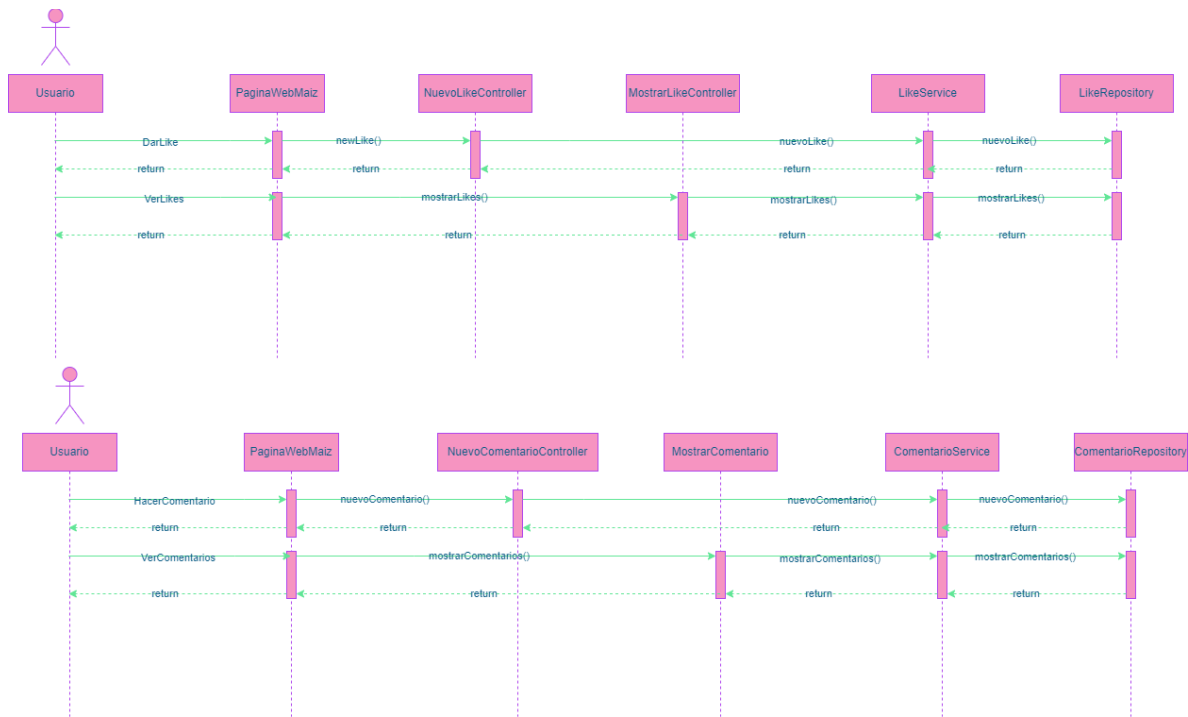 Usuario
PaginaWebMaiz
NuevoLikeController
MostrarLikeController
LikeService
LikeRepository
DarLike
newLike()
nuevoLike()
nuevoLike()
return
return
return
return
VerLikes
mostrarLikes()
mostrarLikes()
mostrarLikes()
return
return
return
return
Usuario
PaginaWebMaiz
NuevoComentarioController
MostrarComentario
ComentarioService
ComentarioRepository
HacerComentario
nuevoComentario()
nuevoComentario()
nuevoComentario()
return
return
return
return
VerComentarios
mostrarComentarios()
mostrarComentarios()
mostrarComentarios()
return
return
return
return